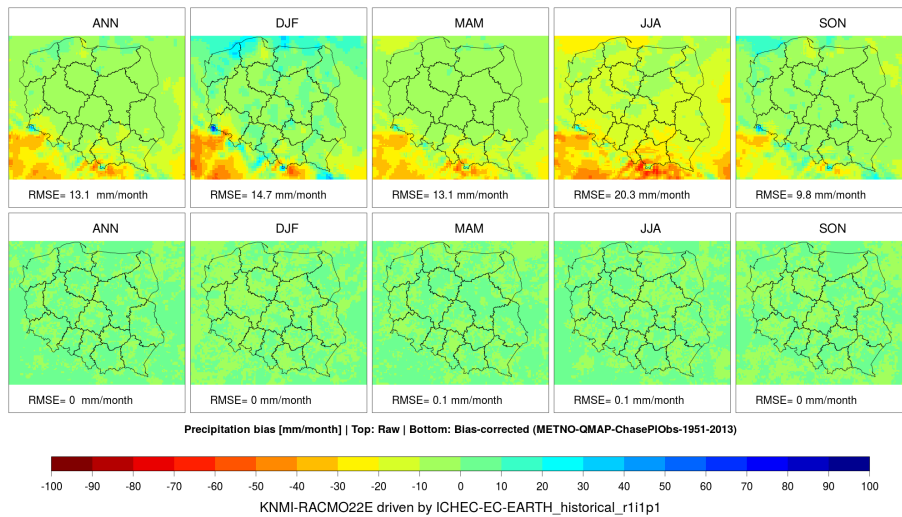 ANN DJF MAM JJA SON
RMSE= 13.1 mm/month RMSE= 14.7 mm/month RMSE= 13.1 mm/month RMSE= 20.3 mm/month RMSE= 9.8 mm/month
ANN DJF MAM JJA SON
RMSE= 0 mm/month RMSE= 0 mm/month RMSE= 0.1 mm/month RMSE= 0.1 mm/month RMSE= 0 mm/month
Precipitation bias [mm/month] | Top: Raw | Bottom: Bias-corrected (METNO-QMAP-ChasePlObs-1951-2013)
-100 -90 -80 -70 -60 -50 -40 -30 -20 -10 0 10 20 30 40 50 60 70 80 90 100
KNMI-RACMO22E driven by ICHEC-EC-EARTH_historical_r1i1p1